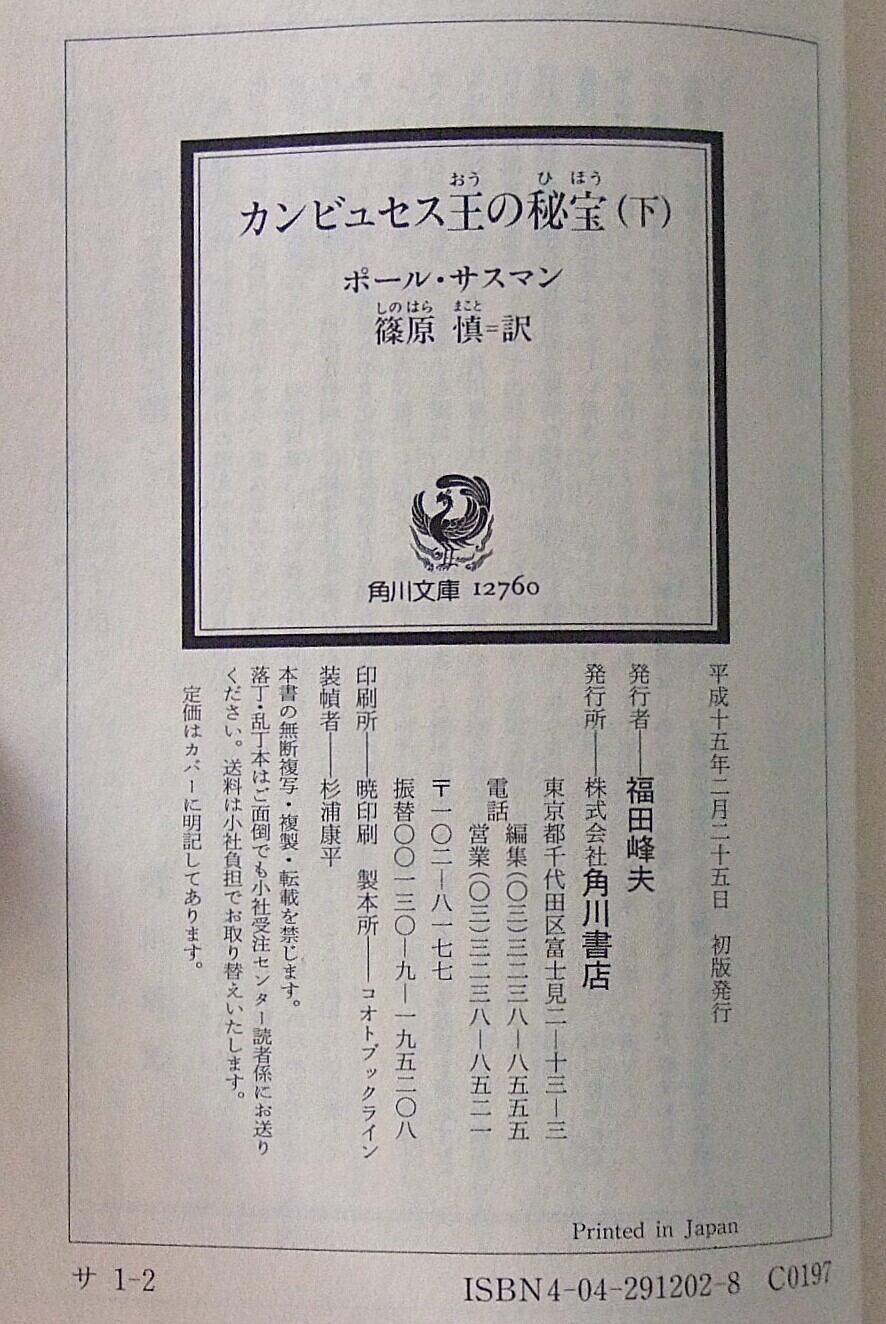 おう ひ ほう
カンビュセス王の秘宝(下)
ポール・サスマン
しのはら まこと
篠原 慎=訳
角川文庫 12760
平成十五年二月二十五日 初版発行
発行者――福田峰夫
発行所――株式会社角川書店
東京都千代田区富士見二―十三―三
電話 編集(〇三)三二三八―八五五五
営業(〇三)三二三八―八五二一
〒一〇二―八一七七
振替〇〇一三〇―九―一九五二〇八
印刷所――暁印刷 製本所――コオトブックライン
装幀者――杉浦康平
本書の無断複写・複製・転載を禁じます。
落丁・乱丁本はご面倒でも小社受注センター読者係にお送り
ください。送料は小社負担でお取り替えいたします。
定価はカバーに明記してあります。
Printed in Japan
サ 1-2
ISBN4-04-291202-8 C0197